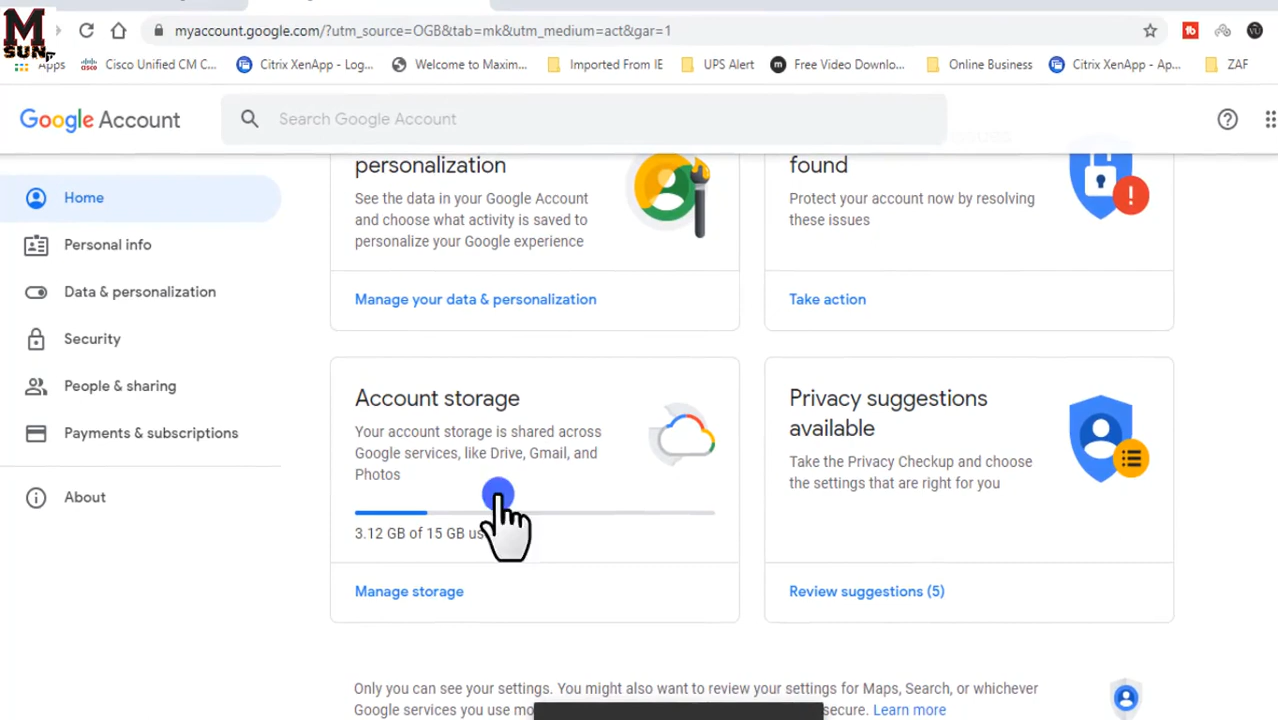 M
SUN
myaccount.google.com/?utm_source=OGB&tab=mk&utm_medium=act&gar=1
Apps
Cisco Unified CM C...
Citrix XenApp - Log...
Welcome to Maxim...
Imported From IE
UPS Alert
Free Video Downlo...
Online Business
Citrix XenApp - Ap...
ZAF
Google Account
Search Google Account
Home
Personal info
Data & personalization
Security
People & sharing
Payments & subscriptions
About
personalization
See the data in your Google Account
and choose what activity is saved to
personalize your Google experience
Manage your data & personalization
found
Protect your account now by resolving
these issues
Take action
Account storage
Your account storage is shared across
Google services, like Drive, Gmail, and
Photos
3.12 GB of 15 GB
Manage storage
Privacy suggestions
available
Take the Privacy Checkup and choose
the settings that are right for you
Review suggestions (5)
Only you can see your settings. You might also want to review your settings for Maps, Search, or whichever
Google services you use secure. Learn more